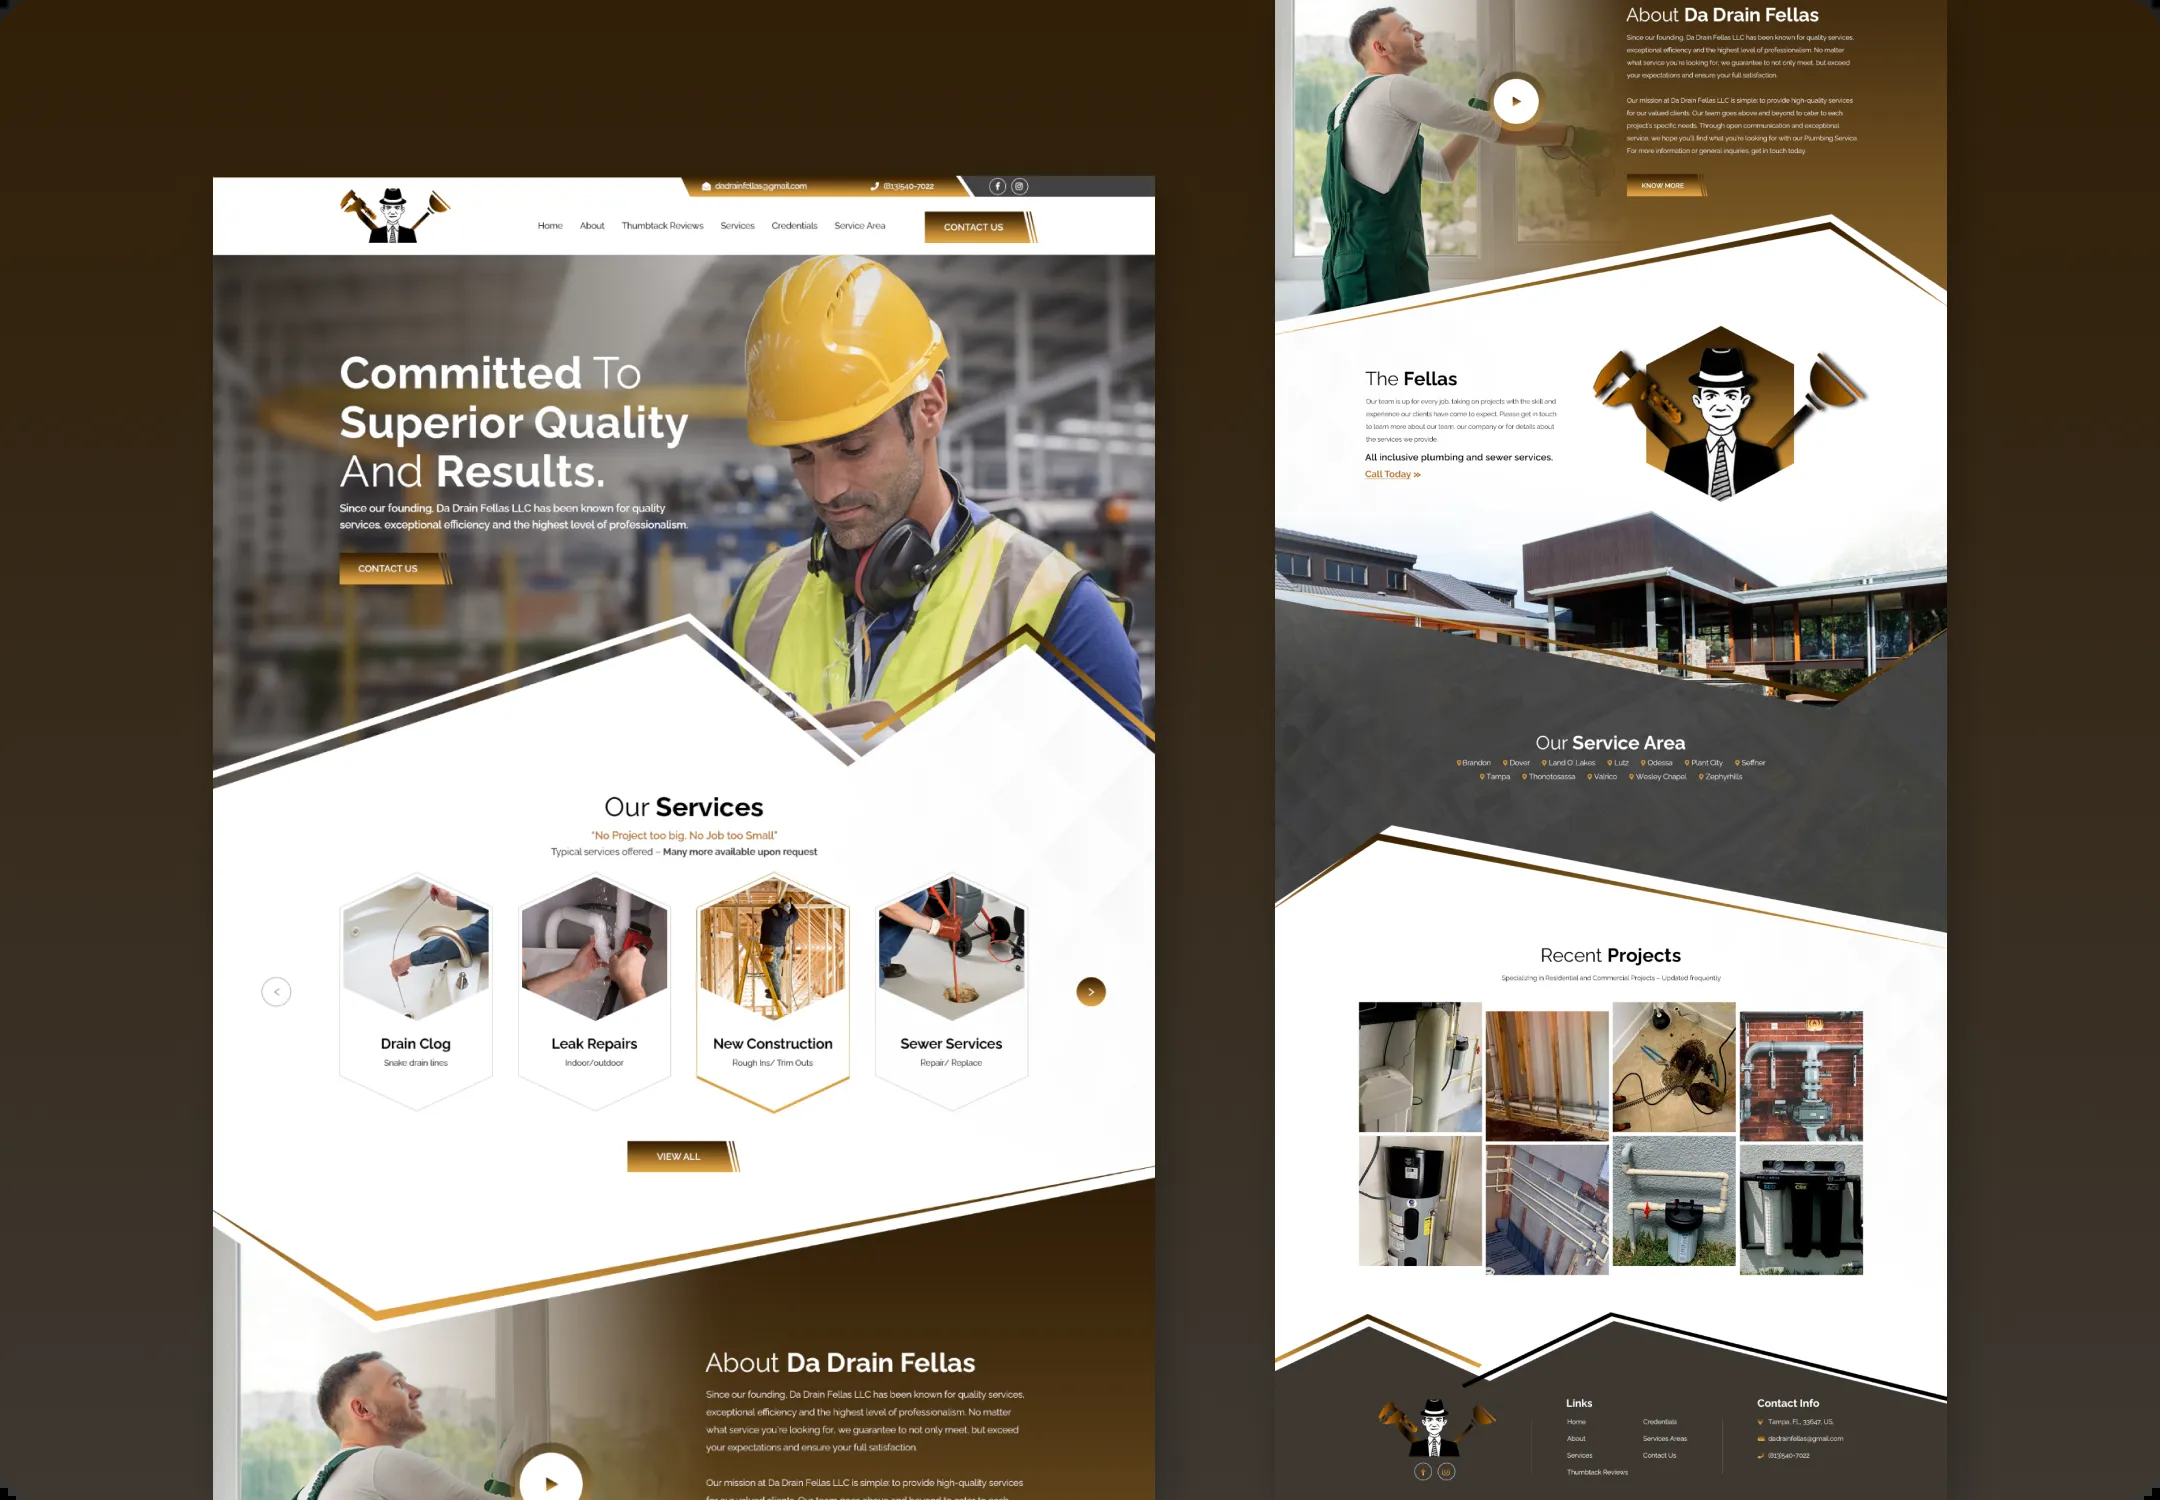 dadrainfellas@gmail.com
(813)540-7022
Home
About
Thumbtack Reviews
Services
Credentials
Service Area
CONTACT US
Committed To
Superior Quality
And Results.
Since our founding, Da Drain Fellas LLC has been known for quality
services, exceptional efficiency and the highest level of professionalism.
CONTACT US
Our Services
"No Project too big, No Job too Small"
Typical services offered – Many more available upon request
Drain Clog
Snake drain lines
Leak Repairs
Indoor/outdoor
New Construction
Rough Ins/ Trim Outs
Sewer Services
Repair/ Replace
VIEW ALL
About Da Drain Fellas
Since our founding, Da Drain Fellas LLC has been known for quality services,
exceptional efficiency and the highest level of professionalism. No matter
what service you're looking for, we guarantee to not only meet, but exceed
your expectations and ensure your full satisfaction.
Our mission at Da Drain Fellas LLC is simple: to provide high-quality services
About Da Drain Fellas
Since our founding, Da Drain Fellas LLC has been known for quality services,
exceptional efficiency and the highest level of professionalism. No matter
what service you're looking for, we guarantee to not only meet, but exceed
your expectations and ensure your full satisfaction.
Our mission at Da Drain Fellas LLC is simple: to provide high-quality services
for our valued clients. Our team goes above and beyond to cater to each
project's specific needs. Through open communication and exceptional
service, we hope you'll find what you're looking for with our Plumbing Service.
For more information or general inquiries, get in touch today.
KNOW MORE
The Fellas
Our team is up for every job, taking on projects with the skill and
experience our clients have come to expect. Please get in touch
to learn more about our team, our company or for details about
the services we provide.
All inclusive plumbing and sewer services.
Call Today »
Our Service Area
Brandon Dover Land O' Lakes Lutz Odessa Plant City Seffner
Tampa Thonotosassa Valrico Wesley Chapel Zephyrhills
Recent Projects
Specializing in Residential and Commercial Projects – Updated frequently
Links
Home
About
Services
Thumbtack Reviews
Credentials
Services Areas
Contact Us
Contact Info
Tampa, FL, 33647, US,
dadrainfellas@gmail.com
(813)540-7022